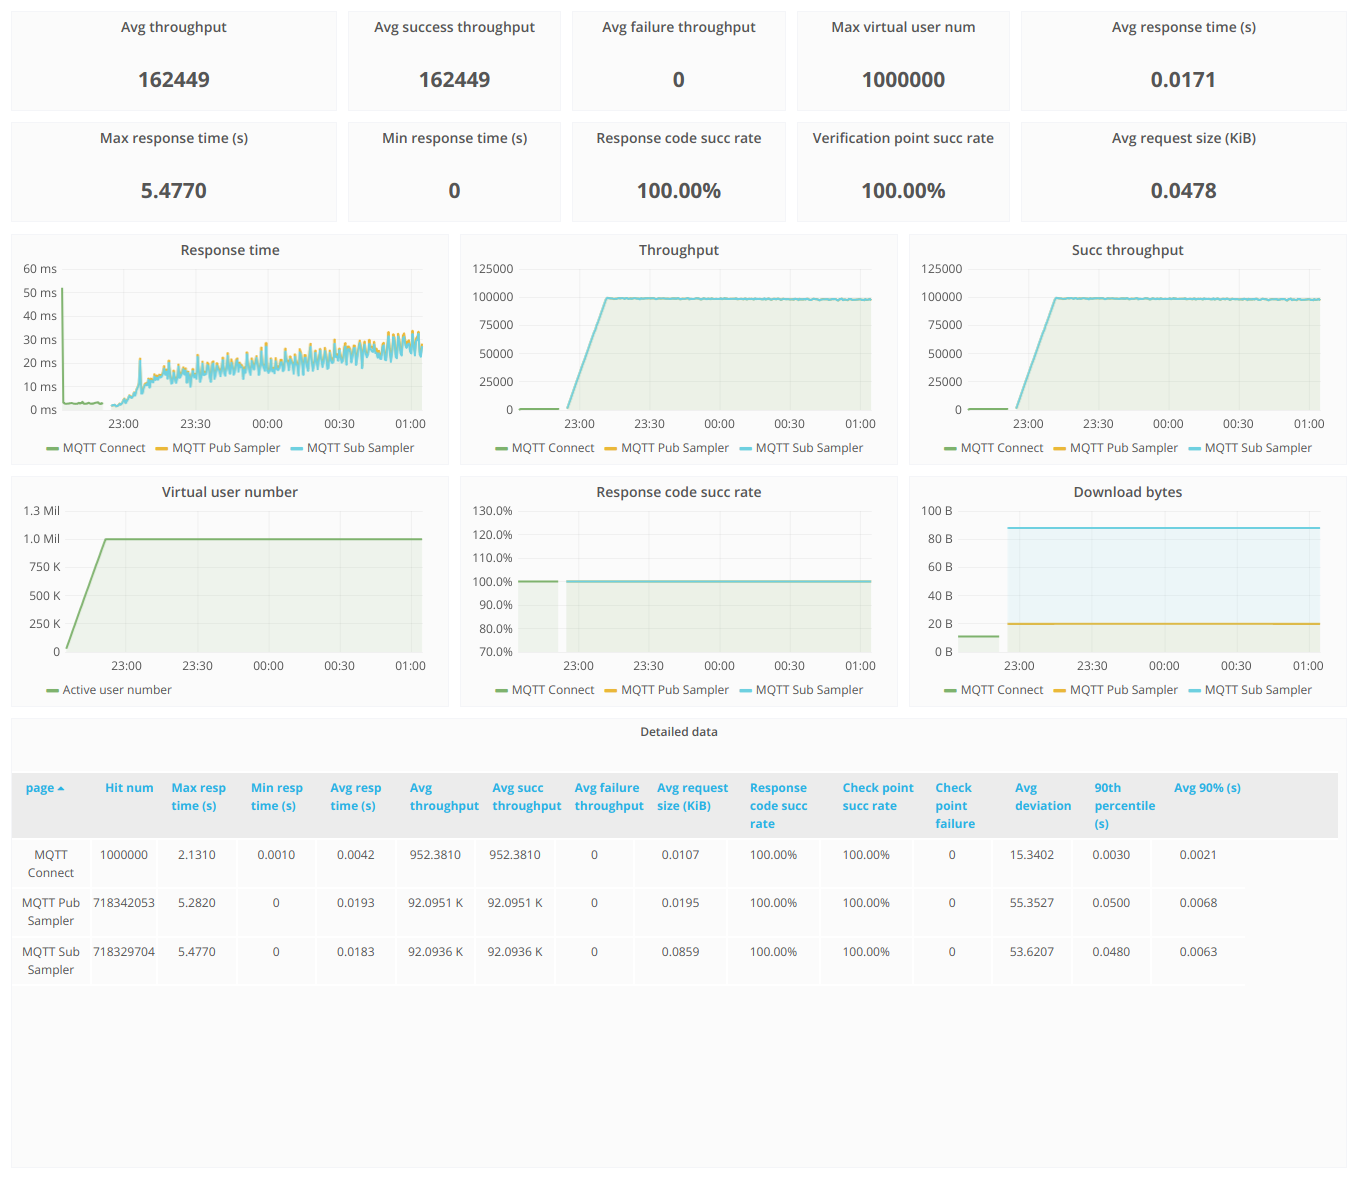 Avg throughput
162449
Avg success throughput
162449
Avg failure throughput
0
Max virtual user num
1000000
Avg response time (s)
0.0171
Max response time (s)
5.4770
Min response time (s)
0
Response code succ rate
100.00%
Verification point succ rate
100.00%
Avg request size (KiB)
0.0478
Response time
60 ms
50 ms
40 ms
30 ms
20 ms
10 ms
0 ms
23:00 23:30 00:00 00:30 01:00
MQTT Connect MQTT Pub Sampler MQTT Sub Sampler
Throughput
125000
100000
75000
50000
25000
0
23:00 23:30 00:00 00:30 01:00
MQTT Connect MQTT Pub Sampler MQTT Sub Sampler
Succ throughput
125000
100000
75000
50000
25000
0
23:00 23:30 00:00 00:30 01:00
MQTT Connect MQTT Pub Sampler MQTT Sub Sampler
Virtual user number
1.3 Mil
1.0 Mil
750 K
500 K
250 K
0
23:00 23:30 00:00 00:30 01:00
Active user number
Response code succ rate
130.0%
120.0%
110.0%
100.0%
90.0%
80.0%
70.0%
23:00 23:30 00:00 00:30 01:00
MQTT Connect MQTT Pub Sampler MQTT Sub Sampler
Download bytes
100 B
80 B
60 B
40 B
20 B
0 B
23:00 23:30 00:00 00:30 01:00
MQTT Connect MQTT Pub Sampler MQTT Sub Sampler
Detailed data
page
Hit num
Max resp
time (s)
Min resp
time (s)
Avg resp
time (s)
Avg
throughput
Avg succ
throughput
Avg failure
throughput
Avg request
size (KiB)
Response
code succ
rate
Check point
succ rate
Check
point
failure
Avg
deviation
90th
percentile
(s)
Avg 90% (s)
MQTT
Connect
1000000 2.1310 0.0010 0.0042 952.3810 952.3810 0 0.0107 100.00% 100.00% 0 15.3402 0.0030 0.0021
MQTT Pub
Sampler
718342053 5.2820 0 0.0193 92.0951 K 92.0951 K 0 0.0195 100.00% 100.00% 0 55.3527 0.0500 0.0068
MQTT Sub
Sampler
718329704 5.4770 0 0.0183 92.0936 K 92.0936 K 0 0.0859 100.00% 100.00% 0 53.6207 0.0480 0.0063